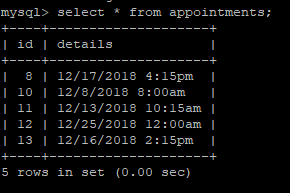 mysql> select * from appointments;
+----+---------------------+
| id | details             |
+----+---------------------+
|  8 | 12/17/2018 4:15pm   |
| 10 | 12/8/2018 8:00am    |
| 11 | 12/13/2018 10:15am  |
| 12 | 12/25/2018 12:00am  |
| 13 | 12/16/2018 2:15pm   |
+----+---------------------+
5 rows in set (0.00 sec)